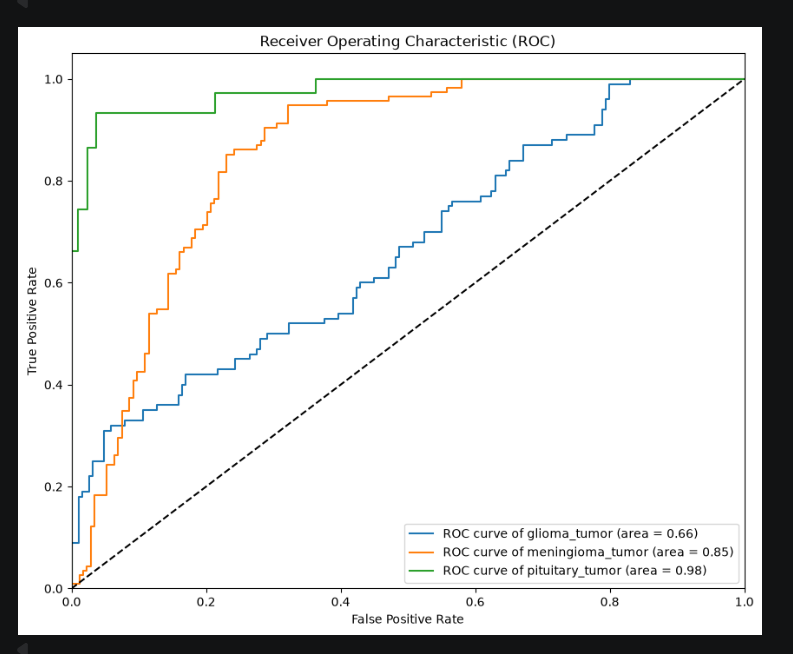 Receiver Operating Characteristic (ROC)
1.0
0.8
0.6
0.4
0.2
0.0
True Positive Rate
ROC curve of glioma_tumor (area = 0.66)
ROC curve of meningioma_tumor (area = 0.85)
ROC curve of pituitary_tumor (area = 0.98)
0.0 0.2 0.4 0.6 0.8 1.0
False Positive Rate